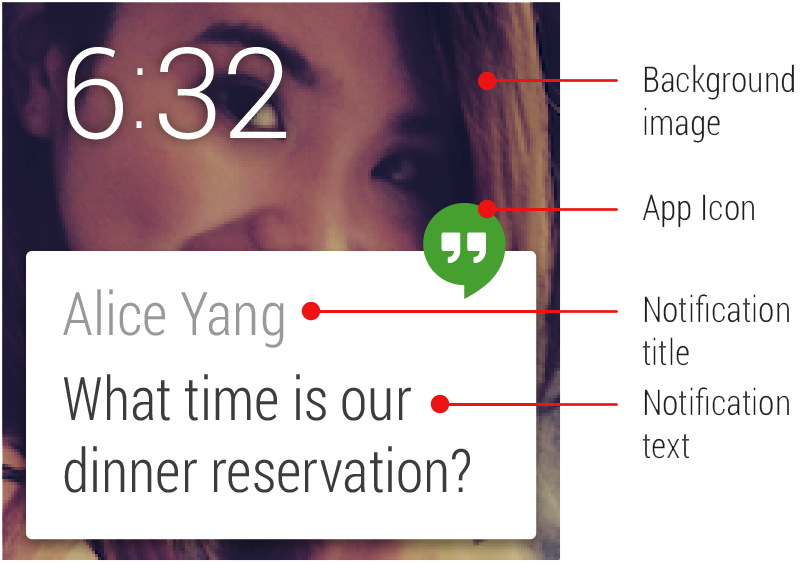 6:32
Background
image
App Icon
Alice Yang
Notification
title
What time is our
dinner reservation?
Notification
text